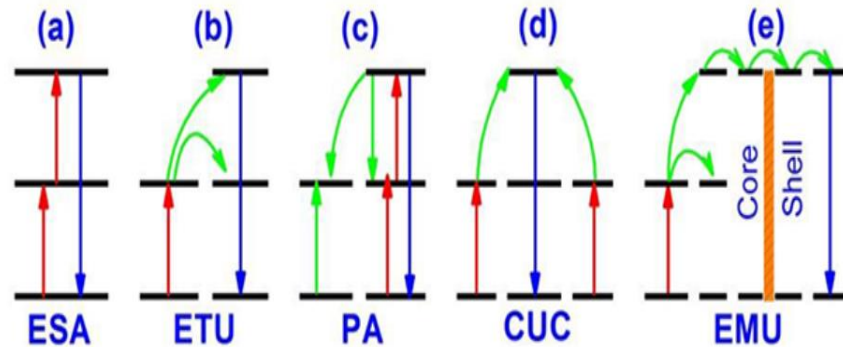 (a) (b) (c) (d) (e)
Core
Shell
ESA ETU PA CUC EMU